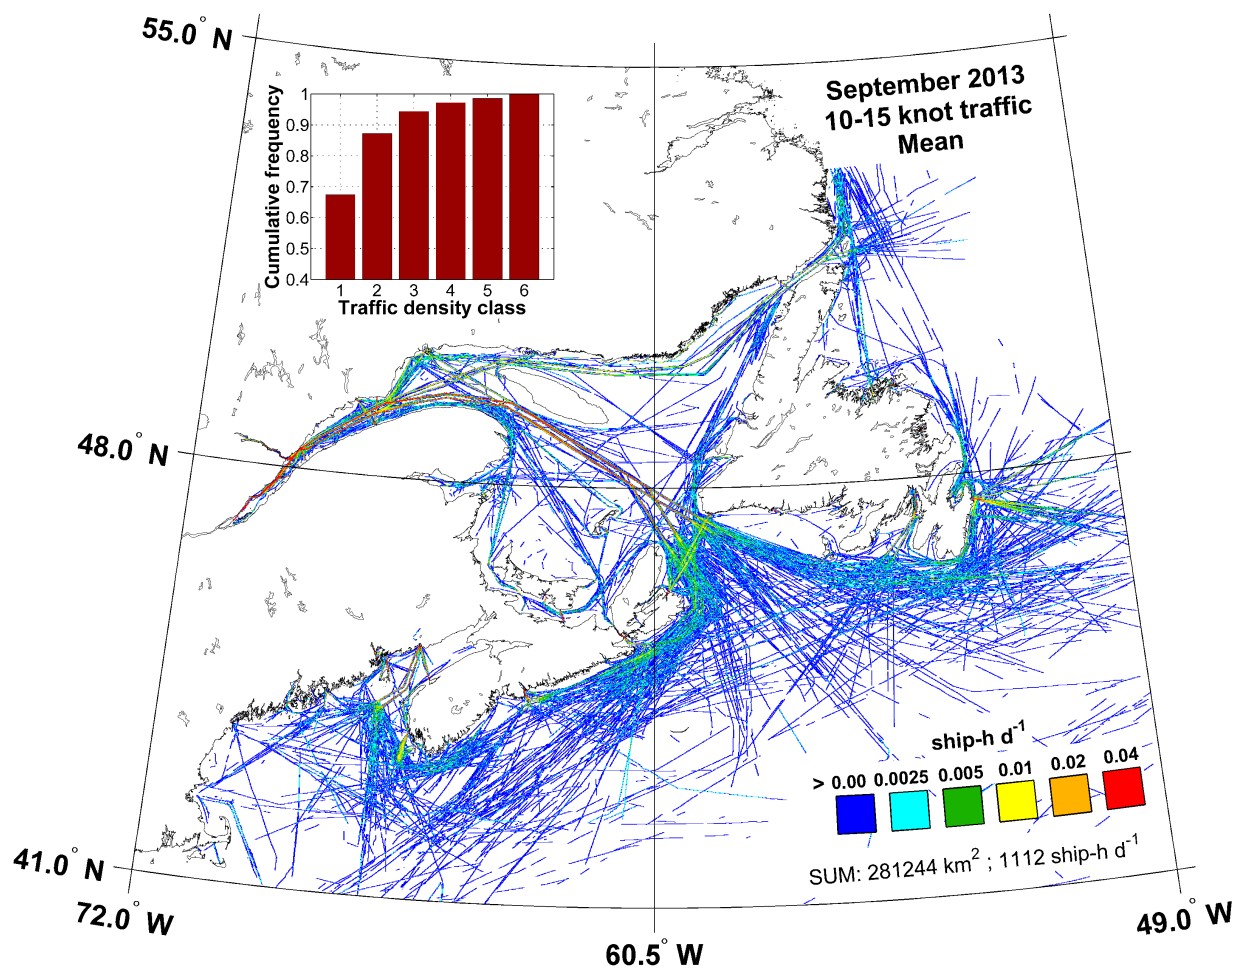 55.0° N
September 2013
10-15 knot traffic
Mean
Cumulative frequency
1
0.9
0.8
0.7
0.6
0.5
0.4
1 2 3 4 5 6
Traffic density class
48.0° N
ship-h d⁻¹
> 0.00 0.0025 0.005 0.01 0.02 0.04
SUM: 281244 km² ; 1112 ship-h d⁻¹
41.0° N
72.0° W
60.5° W
49.0° W